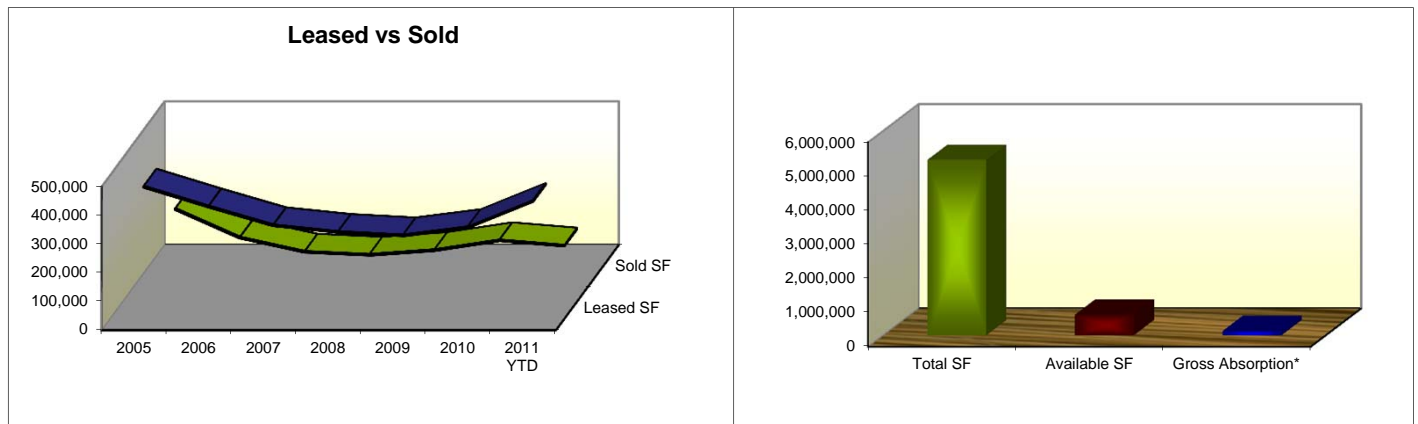 Leased vs Sold
500,000
400,000
300,000
200,000
100,000
0
2005 2006 2007 2008 2009 2010 2011
YTD
Sold SF
Leased SF
6,000,000
5,000,000
4,000,000
3,000,000
2,000,000
1,000,000
0
Total SF Available SF Gross Absorption*